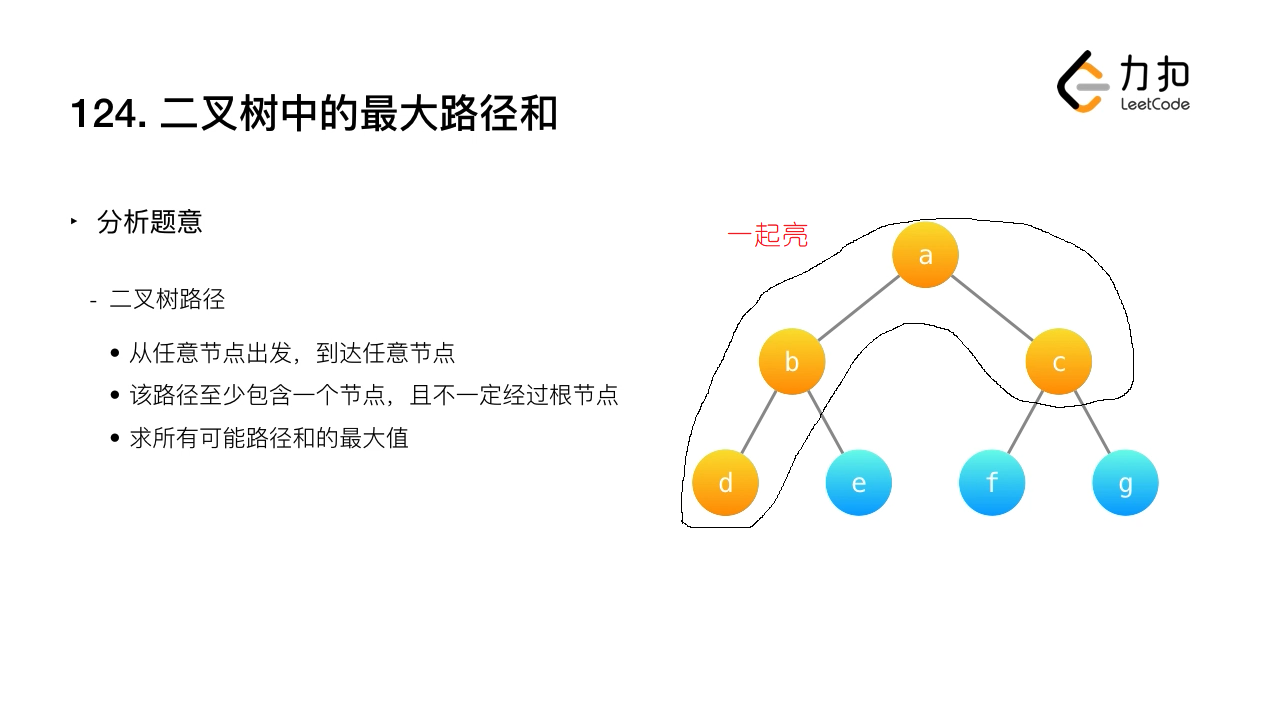 力扣
LeetCode
124. 二叉树中的最大路径和
‣ 分析题意
- 二叉树路径
• 从任意节点出发，到达任意节点
• 该路径至少包含一个节点，且不一定经过根节点
• 求所有可能路径和的最大值
一起亮
a
b
c
d
e
f
g